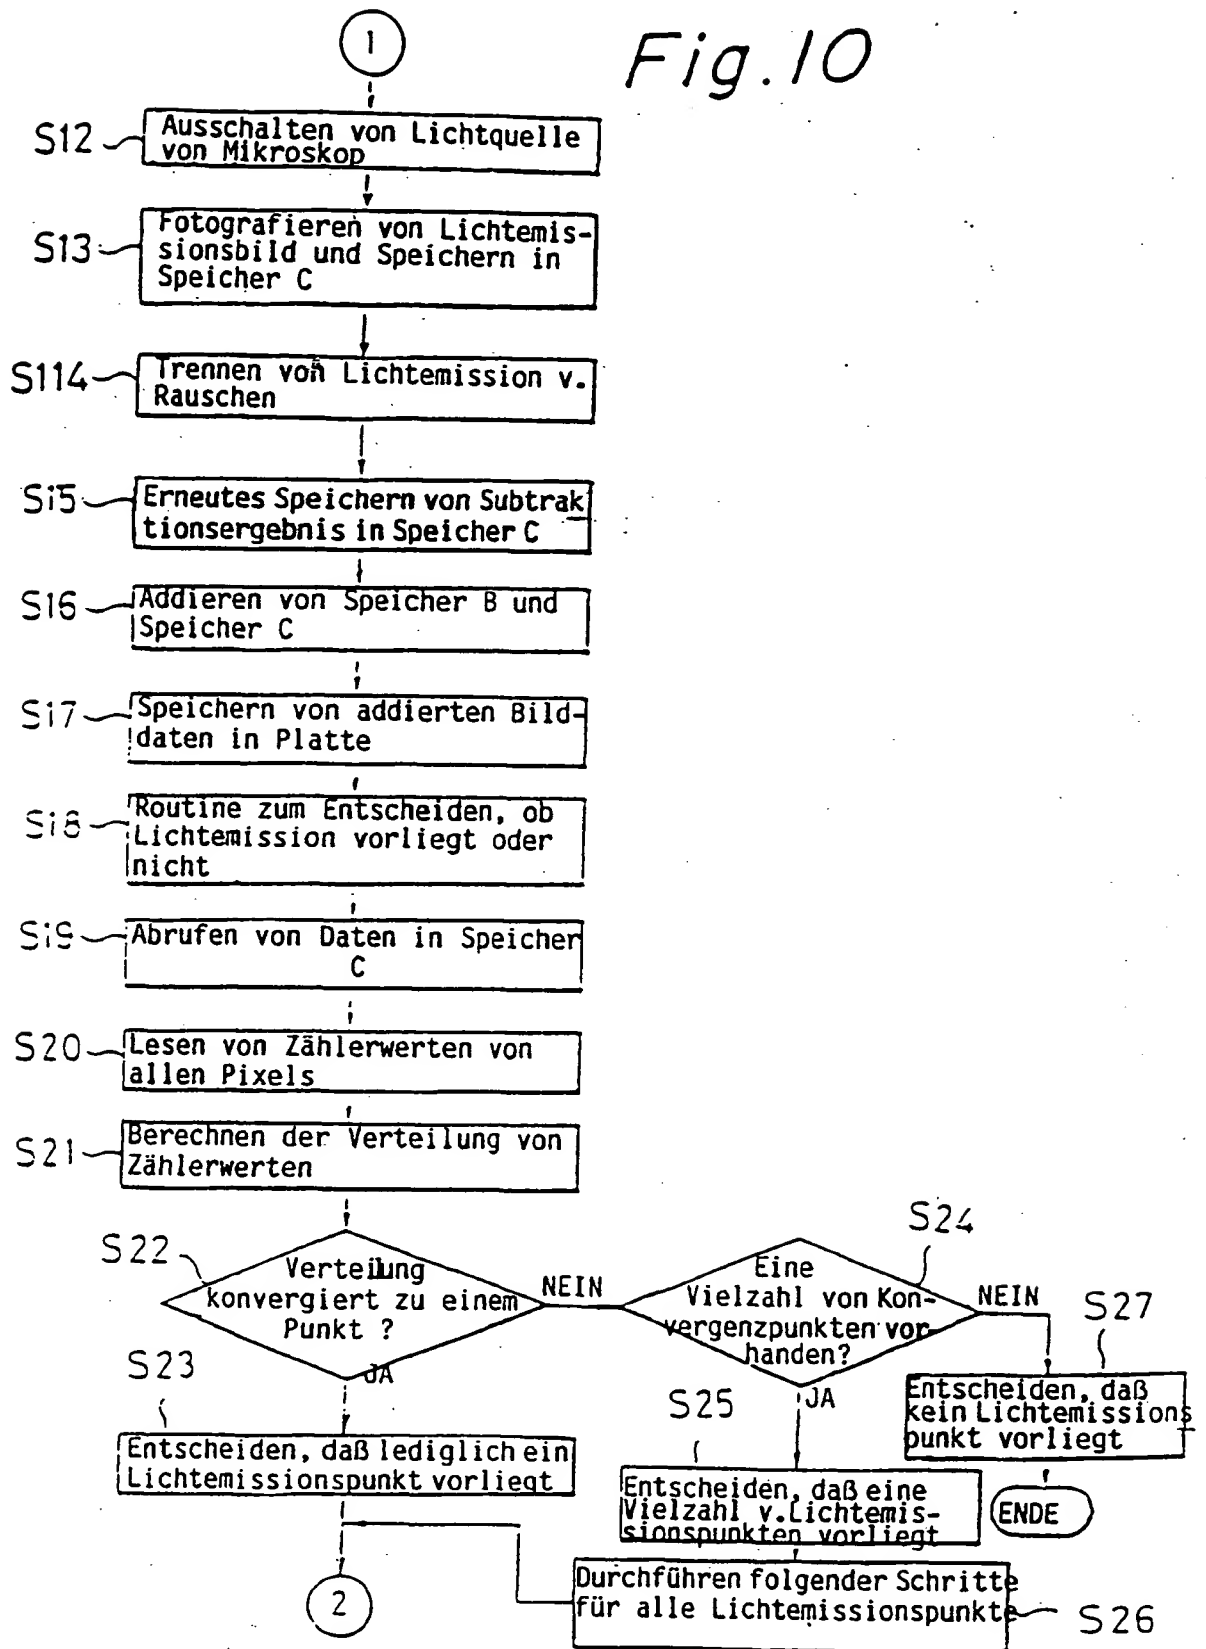 1
Fig.10
S12
Ausschalten von Lichtquelle
von Mikroskop
S13
Fotografieren von Lichtemis-
sionsbild und Speichern in
Speicher C
S114
Trennen von Lichtemission v.
Rauschen
S15
Erneutes Speichern von Subtrak
tionsergebnis in Speicher C
S16
Addieren von Speicher B und
Speicher C
S17
Speichern von addierten Bild-
daten in Platte
S18
Routine zum Entscheiden, ob
Lichtemission vorliegt oder
nicht
S19
Abrufen von Daten in Speicher
C
S20
Lesen von Zählerwerten von
allen Pixels
S21
Berechnen der Verteilung von
Zählerwerten
S22
Verteilung
konvergiert zu einem
Punkt ?
NEIN
JA
S24
Eine
Vielzahl von Kon-
vergenzpunkten vor-
handen?
NEIN
JA
S27
Entscheiden, daß
kein Lichtemissions
punkt vorliegt
ENDE
S23
Entscheiden, daß lediglich ein
Lichtemissionspunkt vorliegt
S25
Entscheiden, daß eine
Vielzahl v.Lichtemis-
sionspunkten vorliegt
2
Durchführen folgender Schritte
für alle Lichtemissionspunkte
S26